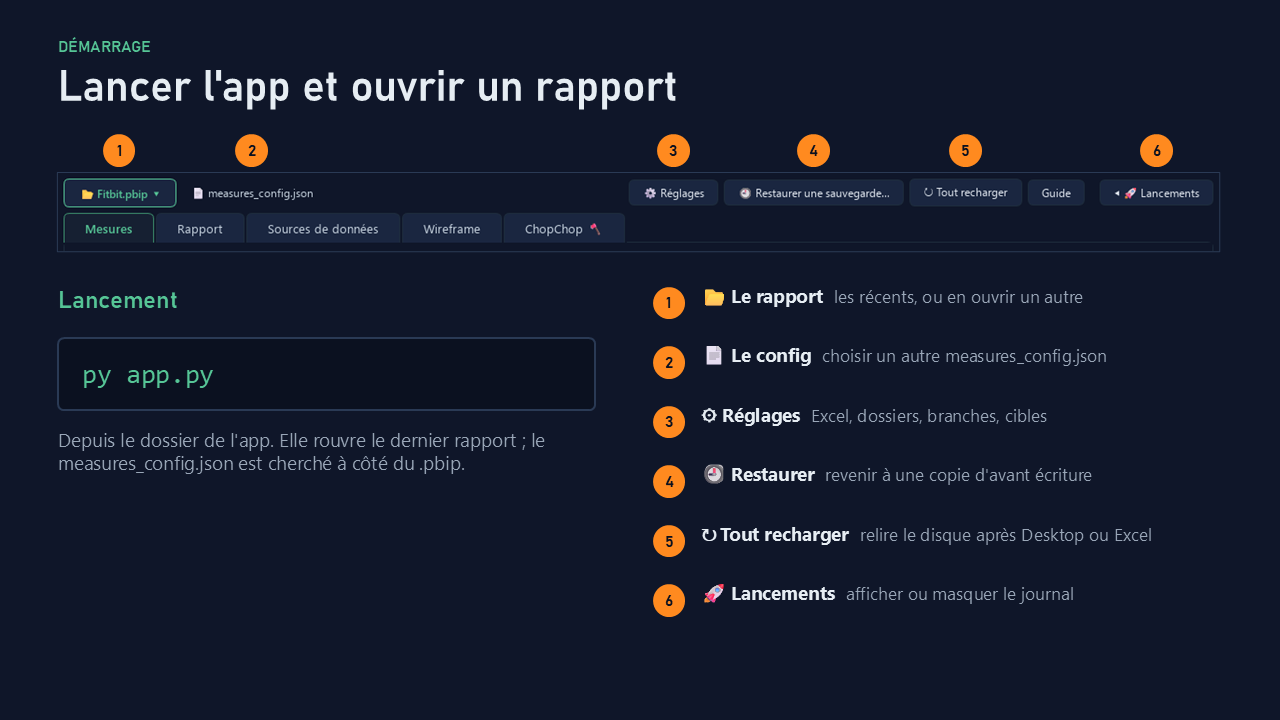 DÉMARRAGE
Lancer l'app et ouvrir un rapport
1 2 3 4 5 6
📂 Fitbit.pbip ▾ 📄 measures_config.json ⚙ Réglages 🕘 Restaurer une sauvegarde... ↻ Tout recharger Guide ◂ 🚀 Lancements
Mesures Rapport Sources de données Wireframe ChopChop 🪓
Lancement
py app.py
Depuis le dossier de l'app. Elle rouvre le dernier rapport ; le
measures_config.json est cherché à côté du .pbip.
1 📂 Le rapport les récents, ou en ouvrir un autre
2 📄 Le config choisir un autre measures_config.json
3 ⚙ Réglages Excel, dossiers, branches, cibles
4 🕘 Restaurer revenir à une copie d'avant écriture
5 ↻ Tout recharger relire le disque après Desktop ou Excel
6 🚀 Lancements afficher ou masquer le journal